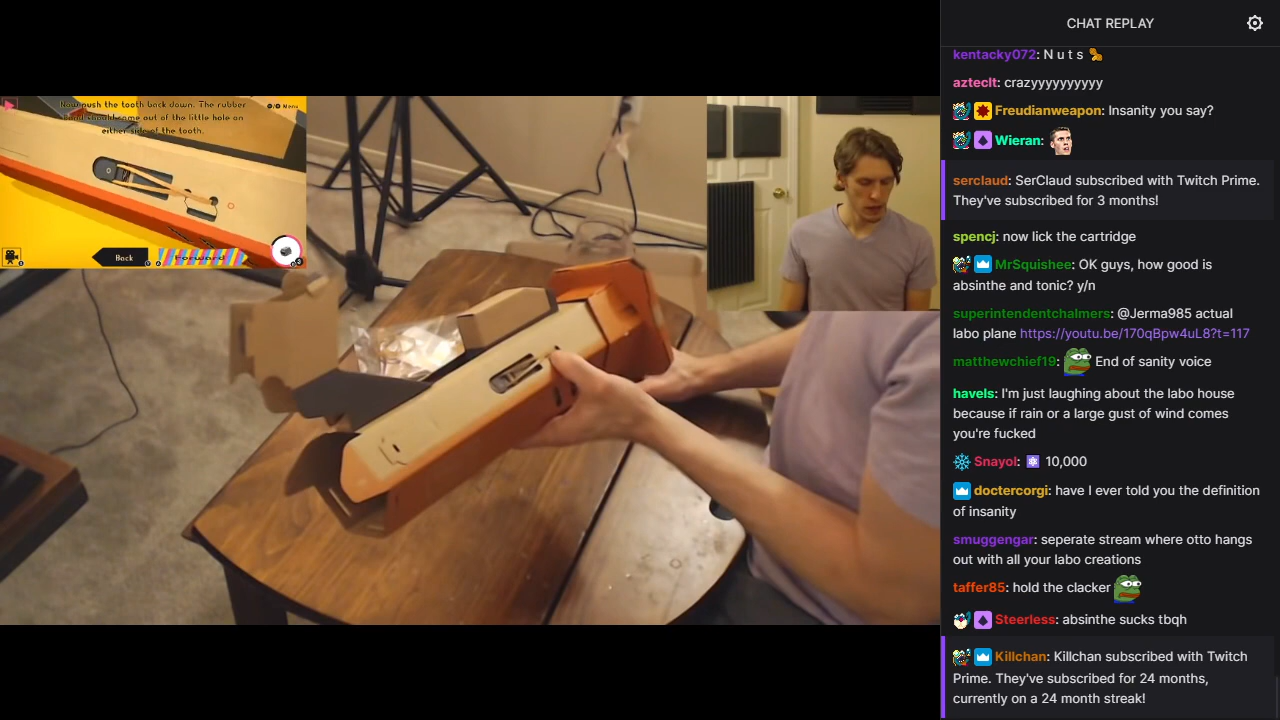 Now push the tooth back down. The rubber
band should come out of the little hole on
either side of the tooth.
Menu
Back
Forward
CHAT REPLAY
kentacky072: N u t s
azteclt: crazyyyyyyyyyy
Freudianweapon: Insanity you say?
Wieran:
serclaud: SerClaud subscribed with Twitch Prime.
They've subscribed for 3 months!
spencj: now lick the cartridge
MrSquishee: OK guys, how good is
absinthe and tonic? y/n
superintendentchalmers: @Jerma985 actual
labo plane https://youtu.be/170qBpw4uL8?t=117
matthewchief19: End of sanity voice
havels: I'm just laughing about the labo house
because if rain or a large gust of wind comes
you're fucked
Snayol: 10,000
doctercorgi: have I ever told you the definition
of insanity
smuggengar: seperate stream where otto hangs
out with all your labo creations
taffer85: hold the clacker
Steerless: absinthe sucks tbqh
Killchan: Killchan subscribed with Twitch
Prime. They've subscribed for 24 months,
currently on a 24 month streak!